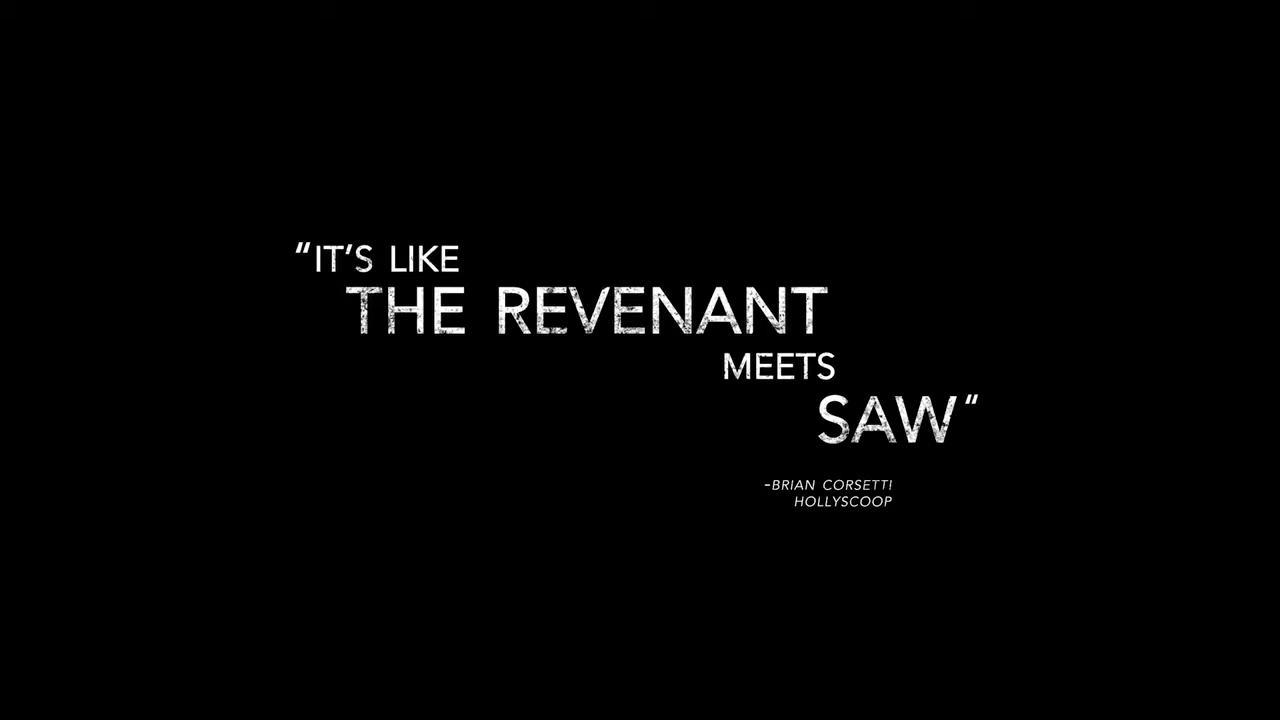 "IT'S LIKE
THE REVENANT
MEETS
SAW"
-BRIAN CORSETTI
HOLLYSCOOP